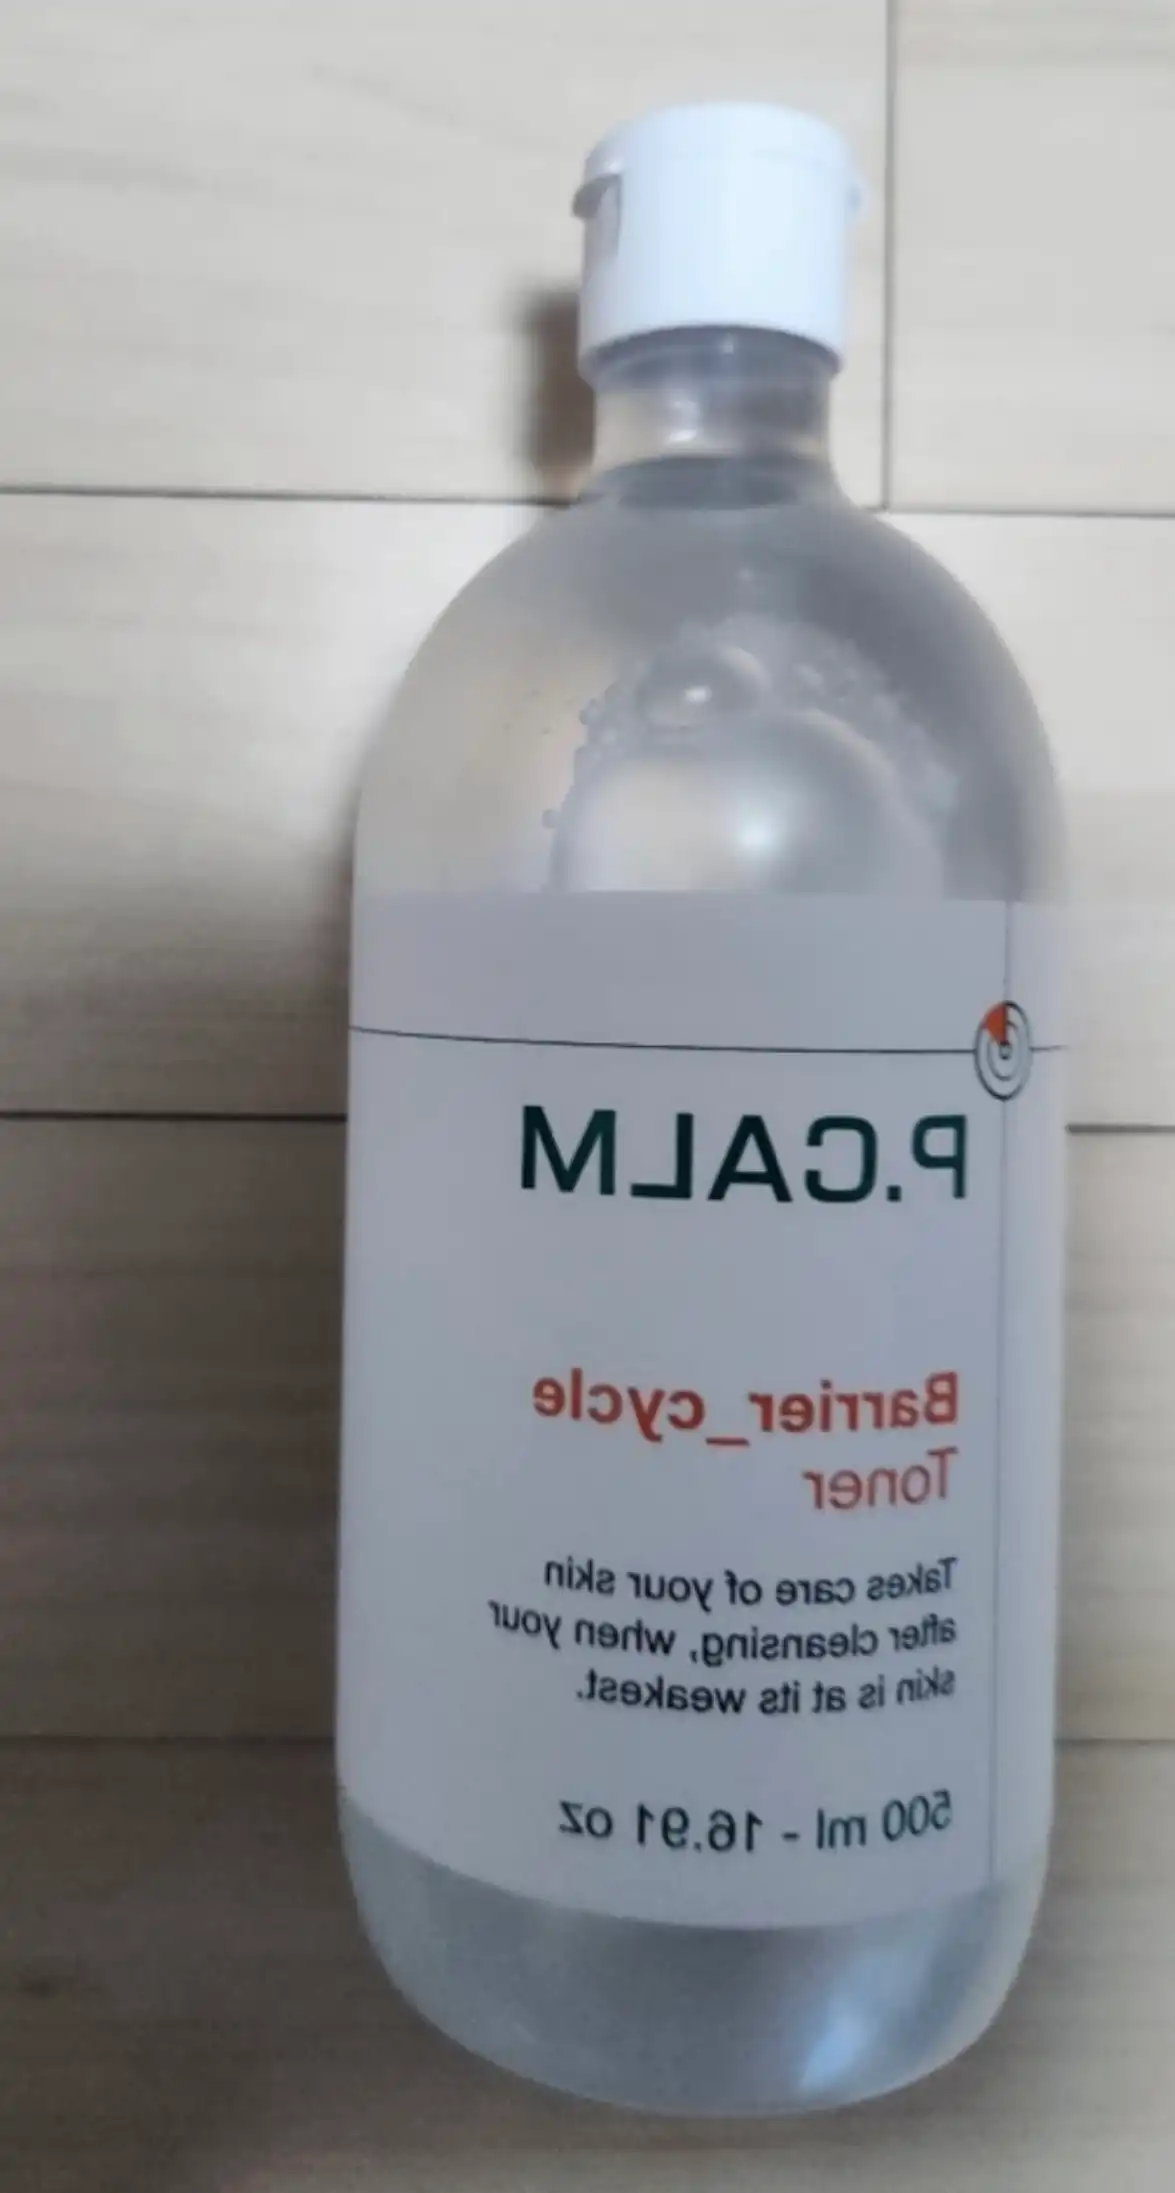 P.CALM
Barrier_cycle
Toner
Takes care of your skin
after cleansing, when your
skin is at its weakest.
500 ml - 16.91 oz